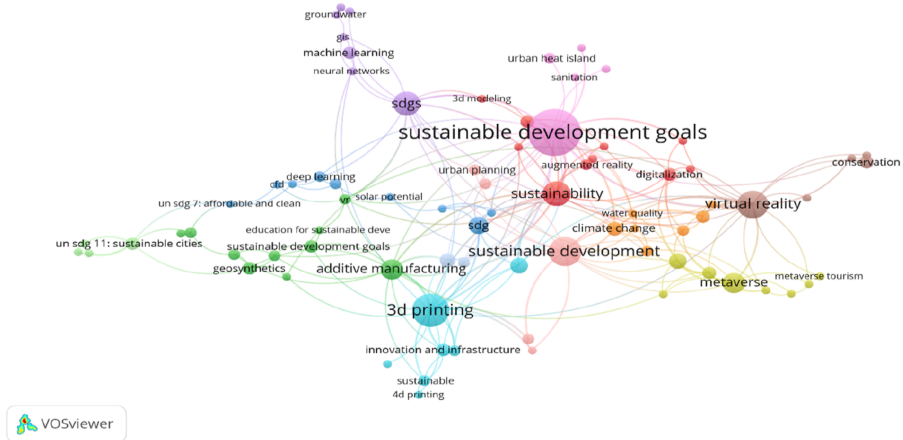 groundwater
gis
machine learning
neural networks
sdgs
urban heat island
sanitation
3d modeling
sustainable development goals
augmented reality
urban planning
digitalization
conservation
deep learning
cfd
solar potential
vr
un sdg 7: affordable and clean
sustainability
virtual reality
water quality
climate change
sdg
education for sustainable deve
un sdg 11: sustainable cities
sustainable development goals
sustainable development
geosynthetics
additive manufacturing
metaverse tourism
metaverse
3d printing
innovation and infrastructure
sustainable
4d printing
VOSviewer